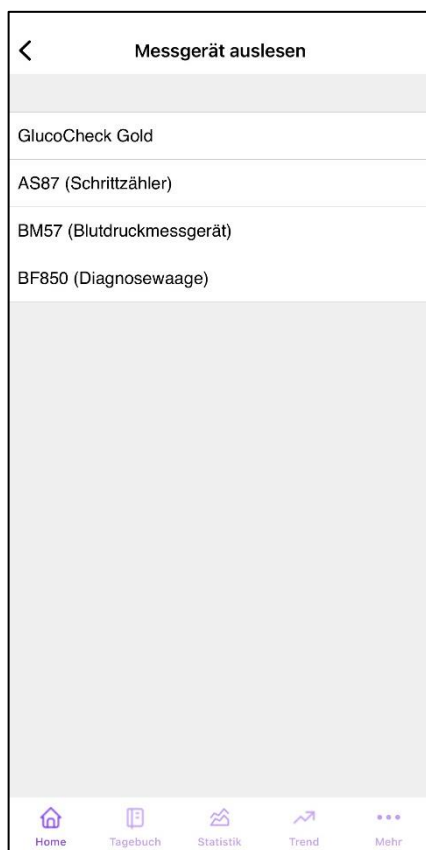 Messgerät auslesen
GlucoCheck Gold
AS87 (Schrittzähler)
BM57 (Blutdruckmessgerät)
BF850 (Diagnosewaage)
Home Tagebuch Statistik Trend Mehr